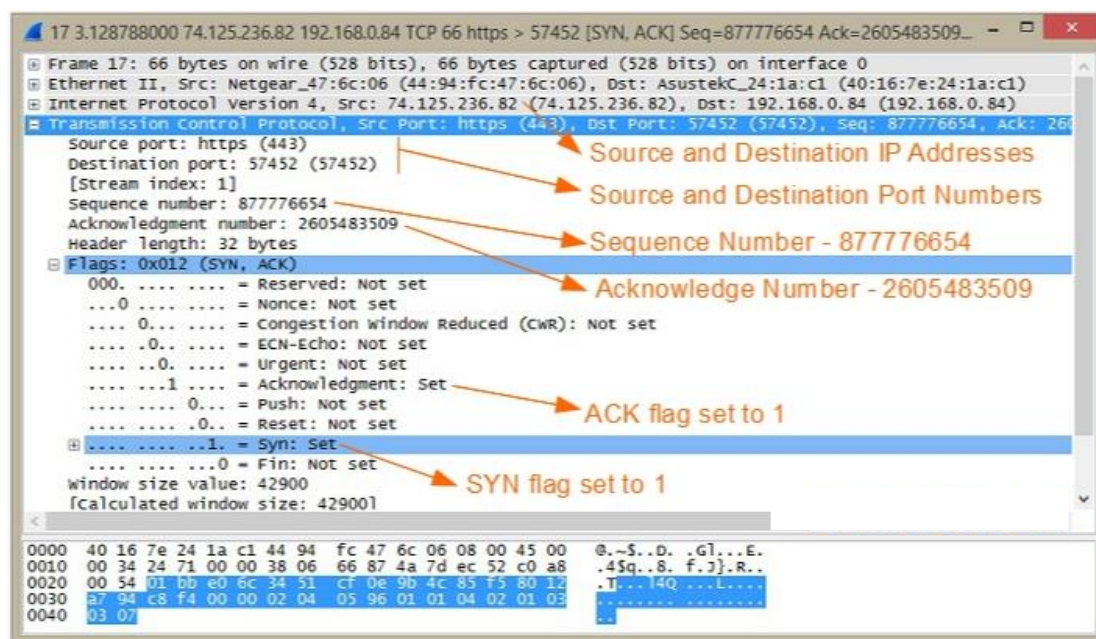 17 3.128788000 74.125.236.82 192.168.0.84 TCP 66 https > 57452 [SYN, ACK] Seq=877776654 Ack=2605483509...
Frame 17: 66 bytes on wire (528 bits), 66 bytes captured (528 bits) on interface 0
Ethernet II, Src: Netgear_47:6c:06 (44:94:fc:47:6c:06), Dst: AsustekC_24:1a:c1 (40:16:7e:24:1a:c1)
Internet Protocol Version 4, Src: 74.125.236.82 (74.125.236.82), Dst: 192.168.0.84 (192.168.0.84)
Transmission Control Protocol, Src Port: https (443), Dst Port: 57452 (57452), Seq: 877776654, Ack: 260
Source port: https (443)
Source and Destination IP Addresses
Destination port: 57452 (57452)
[Stream index: 1]
Source and Destination Port Numbers
Sequence number: 877776654
Acknowledgment number: 2605483509
Header length: 32 bytes
Sequence Number - 877776654
Flags: 0x012 (SYN, ACK)
000. .... .... = Reserved: Not set
Acknowledge Number - 2605483509
...0 .... .... = Nonce: Not set
.... 0... .... = Congestion Window Reduced (CWR): Not set
.... .0.. .... = ECN-Echo: Not set
.... ..0. .... = Urgent: Not set
.... ...1 .... = Acknowledgment: Set
.... .... 0... = Push: Not set
ACK flag set to 1
.... .... .0.. = Reset: Not set
.... .... ..1. = Syn: Set
.... .... ...0 = Fin: Not set
Window size value: 42900
SYN flag set to 1
[Calculated window size: 42900]
0000 40 16 7e 24 1a c1 44 94 fc 47 6c 06 08 00 45 00 @.~$..D. .Gl...E.
0010 00 34 24 71 00 00 38 06 66 87 4a 7d ec 52 c0 a8 .4$q..8. f.J}.R..
0020 00 54 01 bb e0 6c 34 51 cf 0e 9b 4c 85 f5 80 12 .T...l4Q ...L....
0030 a7 94 c8 f4 00 00 02 04 05 96 01 01 04 02 01 03 ........ ........
0040 03 07 ..